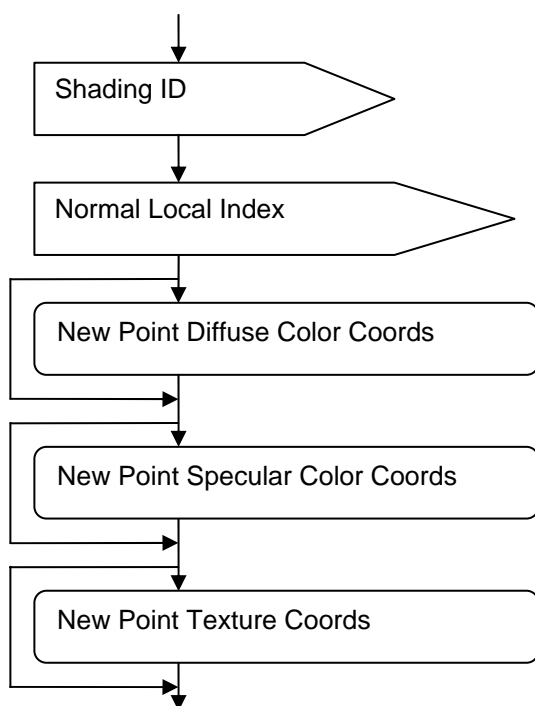 Shading ID
Normal Local Index
New Point Diffuse Color Coords
New Point Specular Color Coords
New Point Texture Coords